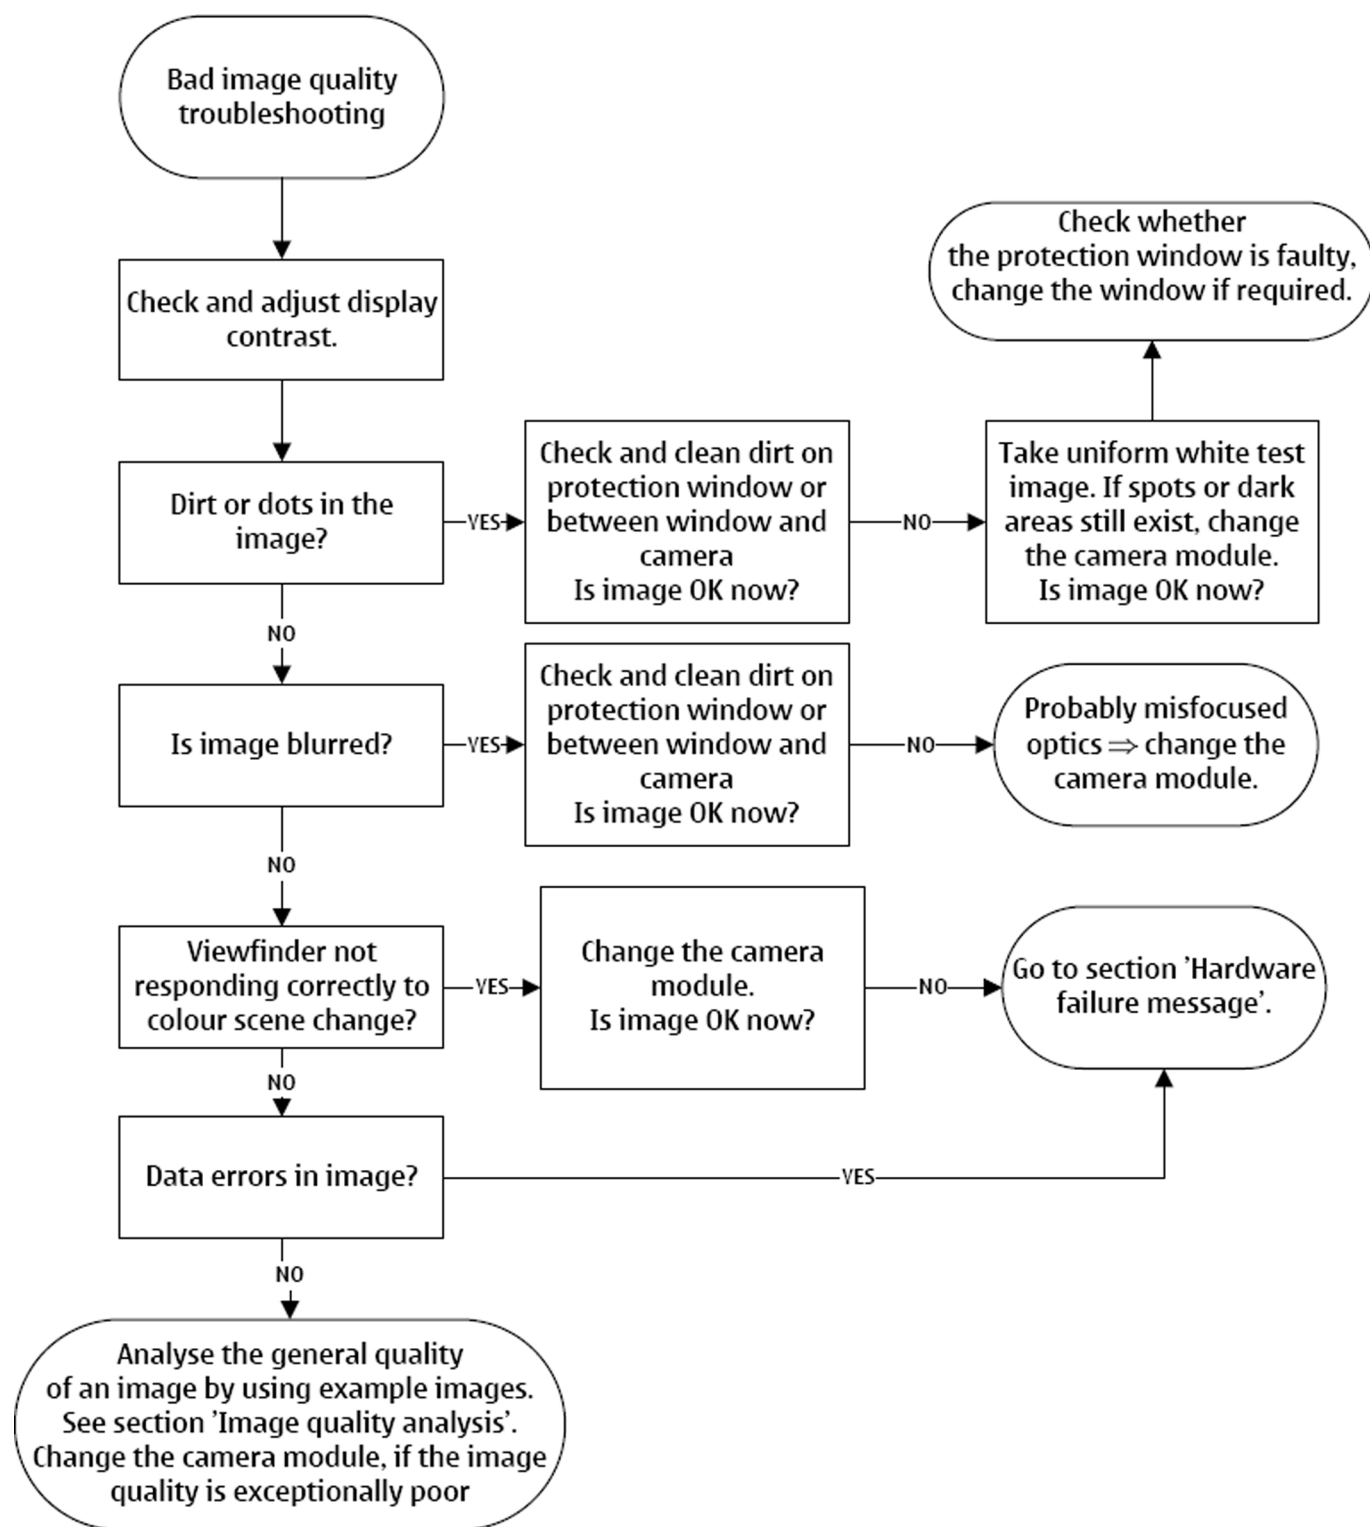 Bad image quality
troubleshooting
Check whether
the protection window is faulty,
change the window if required.
Check and adjust display
contrast.
Dirt or dots in the
image?
YES
Check and clean dirt on
protection window or
between window and
camera
Is image OK now?
NO
Take uniform white test
image. If spots or dark
areas still exist, change
the camera module.
Is image OK now?
NO
Is image blurred?
YES
Check and clean dirt on
protection window or
between window and
camera
Is image OK now?
NO
Probably misfocused
optics ⇒ change the
camera module.
NO
Viewfinder not
responding correctly to
colour scene change?
YES
Change the camera
module.
Is image OK now?
NO
Go to section ’Hardware
failure message’.
NO
Data errors in image?
YES
NO
Analyse the general quality
of an image by using example images.
See section ’Image quality analysis’.
Change the camera module, if the image
quality is exceptionally poor